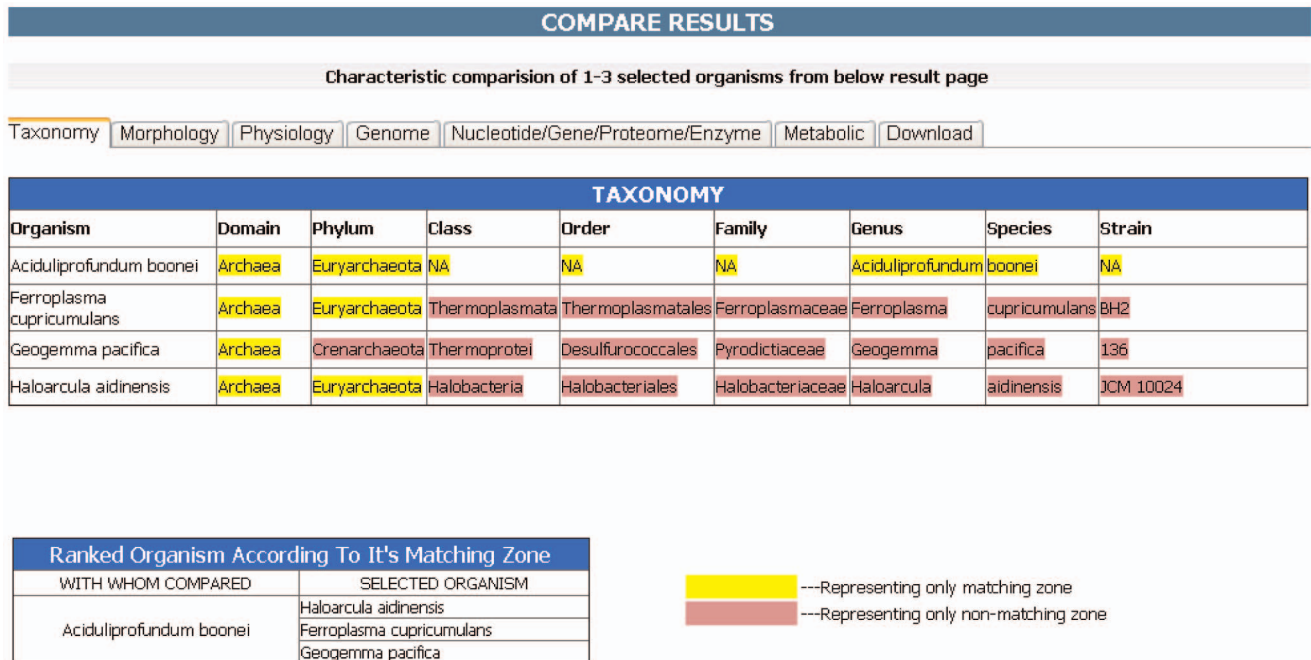 COMPARE RESULTS
Characteristic comparision of 1-3 selected organisms from below result page
Taxonomy Morphology Physiology Genome Nucleotide/Gene/Proteome/Enzyme Metabolic Download
TAXONOMY
Organism Domain Phylum Class Order Family Genus Species Strain
Aciduliprofundum boonei Archaea Euryarchaeota NA NA NA Aciduliprofundum boonei NA
Ferroplasma cupricumulans Archaea Euryarchaeota Thermoplasmata Thermoplasmatales Ferroplasmaceae Ferroplasma cupricumulans BH2
Geogemma pacifica Archaea Crenarchaeota Thermoprotei Desulfurococcales Pyrodictiaceae Geogemma pacifica 136
Haloarcula aidinensis Archaea Euryarchaeota Halobacteria Halobacteriales Halobacteriaceae Haloarcula aidinensis JCM 10024
Ranked Organism According To It's Matching Zone
WITH WHOM COMPARED SELECTED ORGANISM
Aciduliprofundum boonei
Haloarcula aidinensis
Ferroplasma cupricumulans
Geogemma pacifica
---Representing only matching zone
---Representing only non-matching zone